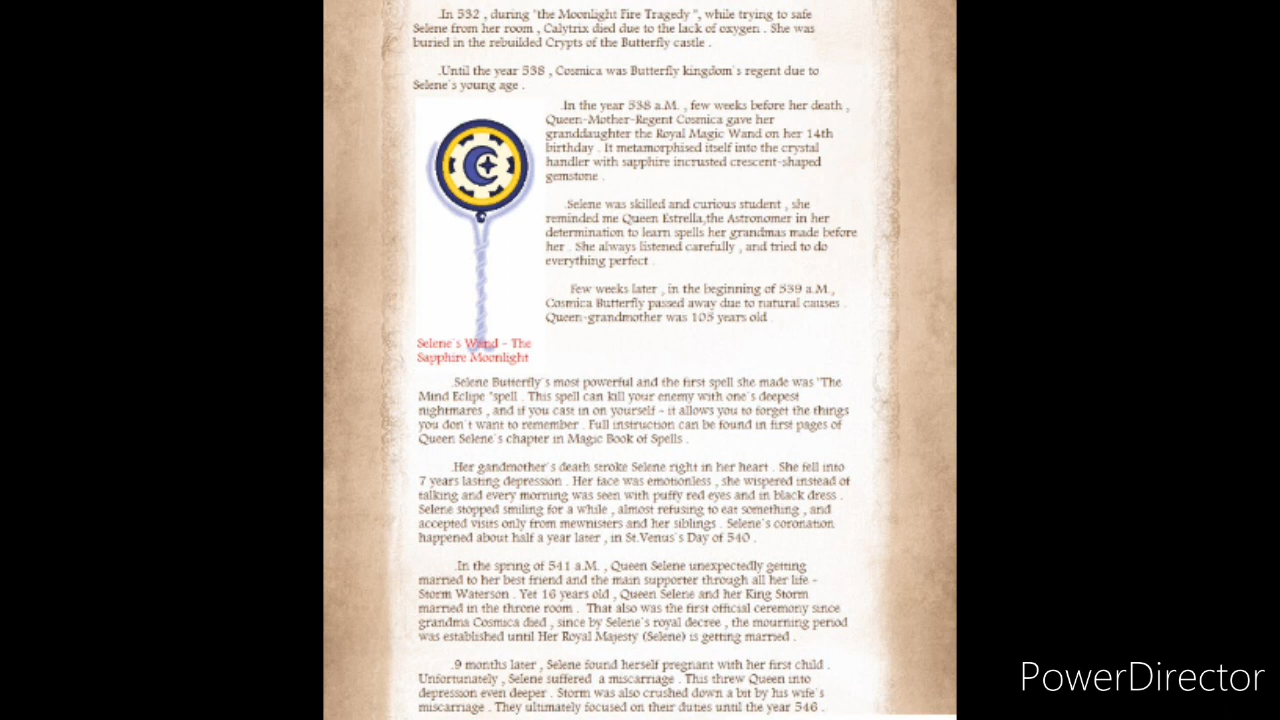 .In 532 , during "the Moonlight Fire Tragedy ", while trying to safe
Selene from her room , Calytrix died due to the lack of oxygen . She was
buried in the rebuilded Crypts of the Butterfly castle .
.Until the year 538 , Cosmica was Butterfly kingdom`s regent due to
Selene`s young age .
.In the year 538 a.M. , few weeks before her death ,
Queen-Mother-Regent Cosmica gave her
granddaughter the Royal Magic Wand on her 14th
birthday . It metamorphised itself into the crystal
handler with sapphire incrusted crescent-shaped
gemstone .
.Selene was skilled and curious student , she
reminded me Queen Estrella,the Astronomer in her
determination to learn spells her grandmas made before
her . She always listened carefully , and tried to do
everything perfect .
Few weeks later , in the beginning of 539 a.M.,
Cosmica Butterfly passed away due to natural causes .
Queen-grandmother was 105 years old .
Selene`s Wand - The
Sapphire Moonlight
.Selene Butterfly`s most powerful and the first spell she made was "The
Mind Eclipe "spell . This spell can kill your enemy with one`s deepest
nightmares , and if you cast in on yourself - it allows you to forget the things
you don`t want to remember . Full instruction can be found in first pages of
Queen Selene`s chapter in Magic Book of Spells .
.Her gandmother`s death stroke Selene right in her heart . She fell into
7 years lasting depression . Her face was emotionless , she wispered instead of
talking and every morning was seen with puffy red eyes and in black dress .
Selene stopped smiling for a while , almost refusing to eat something , and
accepted visits only from mewnisters and her siblings . Selene`s coronation
happened about half a year later , in St.Venus`s Day of 540 .
.In the spring of 541 a.M. , Queen Selene unexpectedly getting
married to her best friend and the main supporter through all her life -
Storm Waterson . Yet 16 years old , Queen Selene and her King Storm
married in the throne room . That also was the first official ceremony since
grandma Cosmica died , since by Selene`s royal decree , the mourning period
was established until Her Royal Majesty (Selene) is getting married .
.9 months later , Selene found herself pregnant with her first child .
Unfortunately , Selene suffered a miscarriage . This threw Queen into
depression even deeper . Storm was also crushed down a bit by his wife`s
miscarriage . They ultimately focused on their duties until the year 546 .
PowerDirector